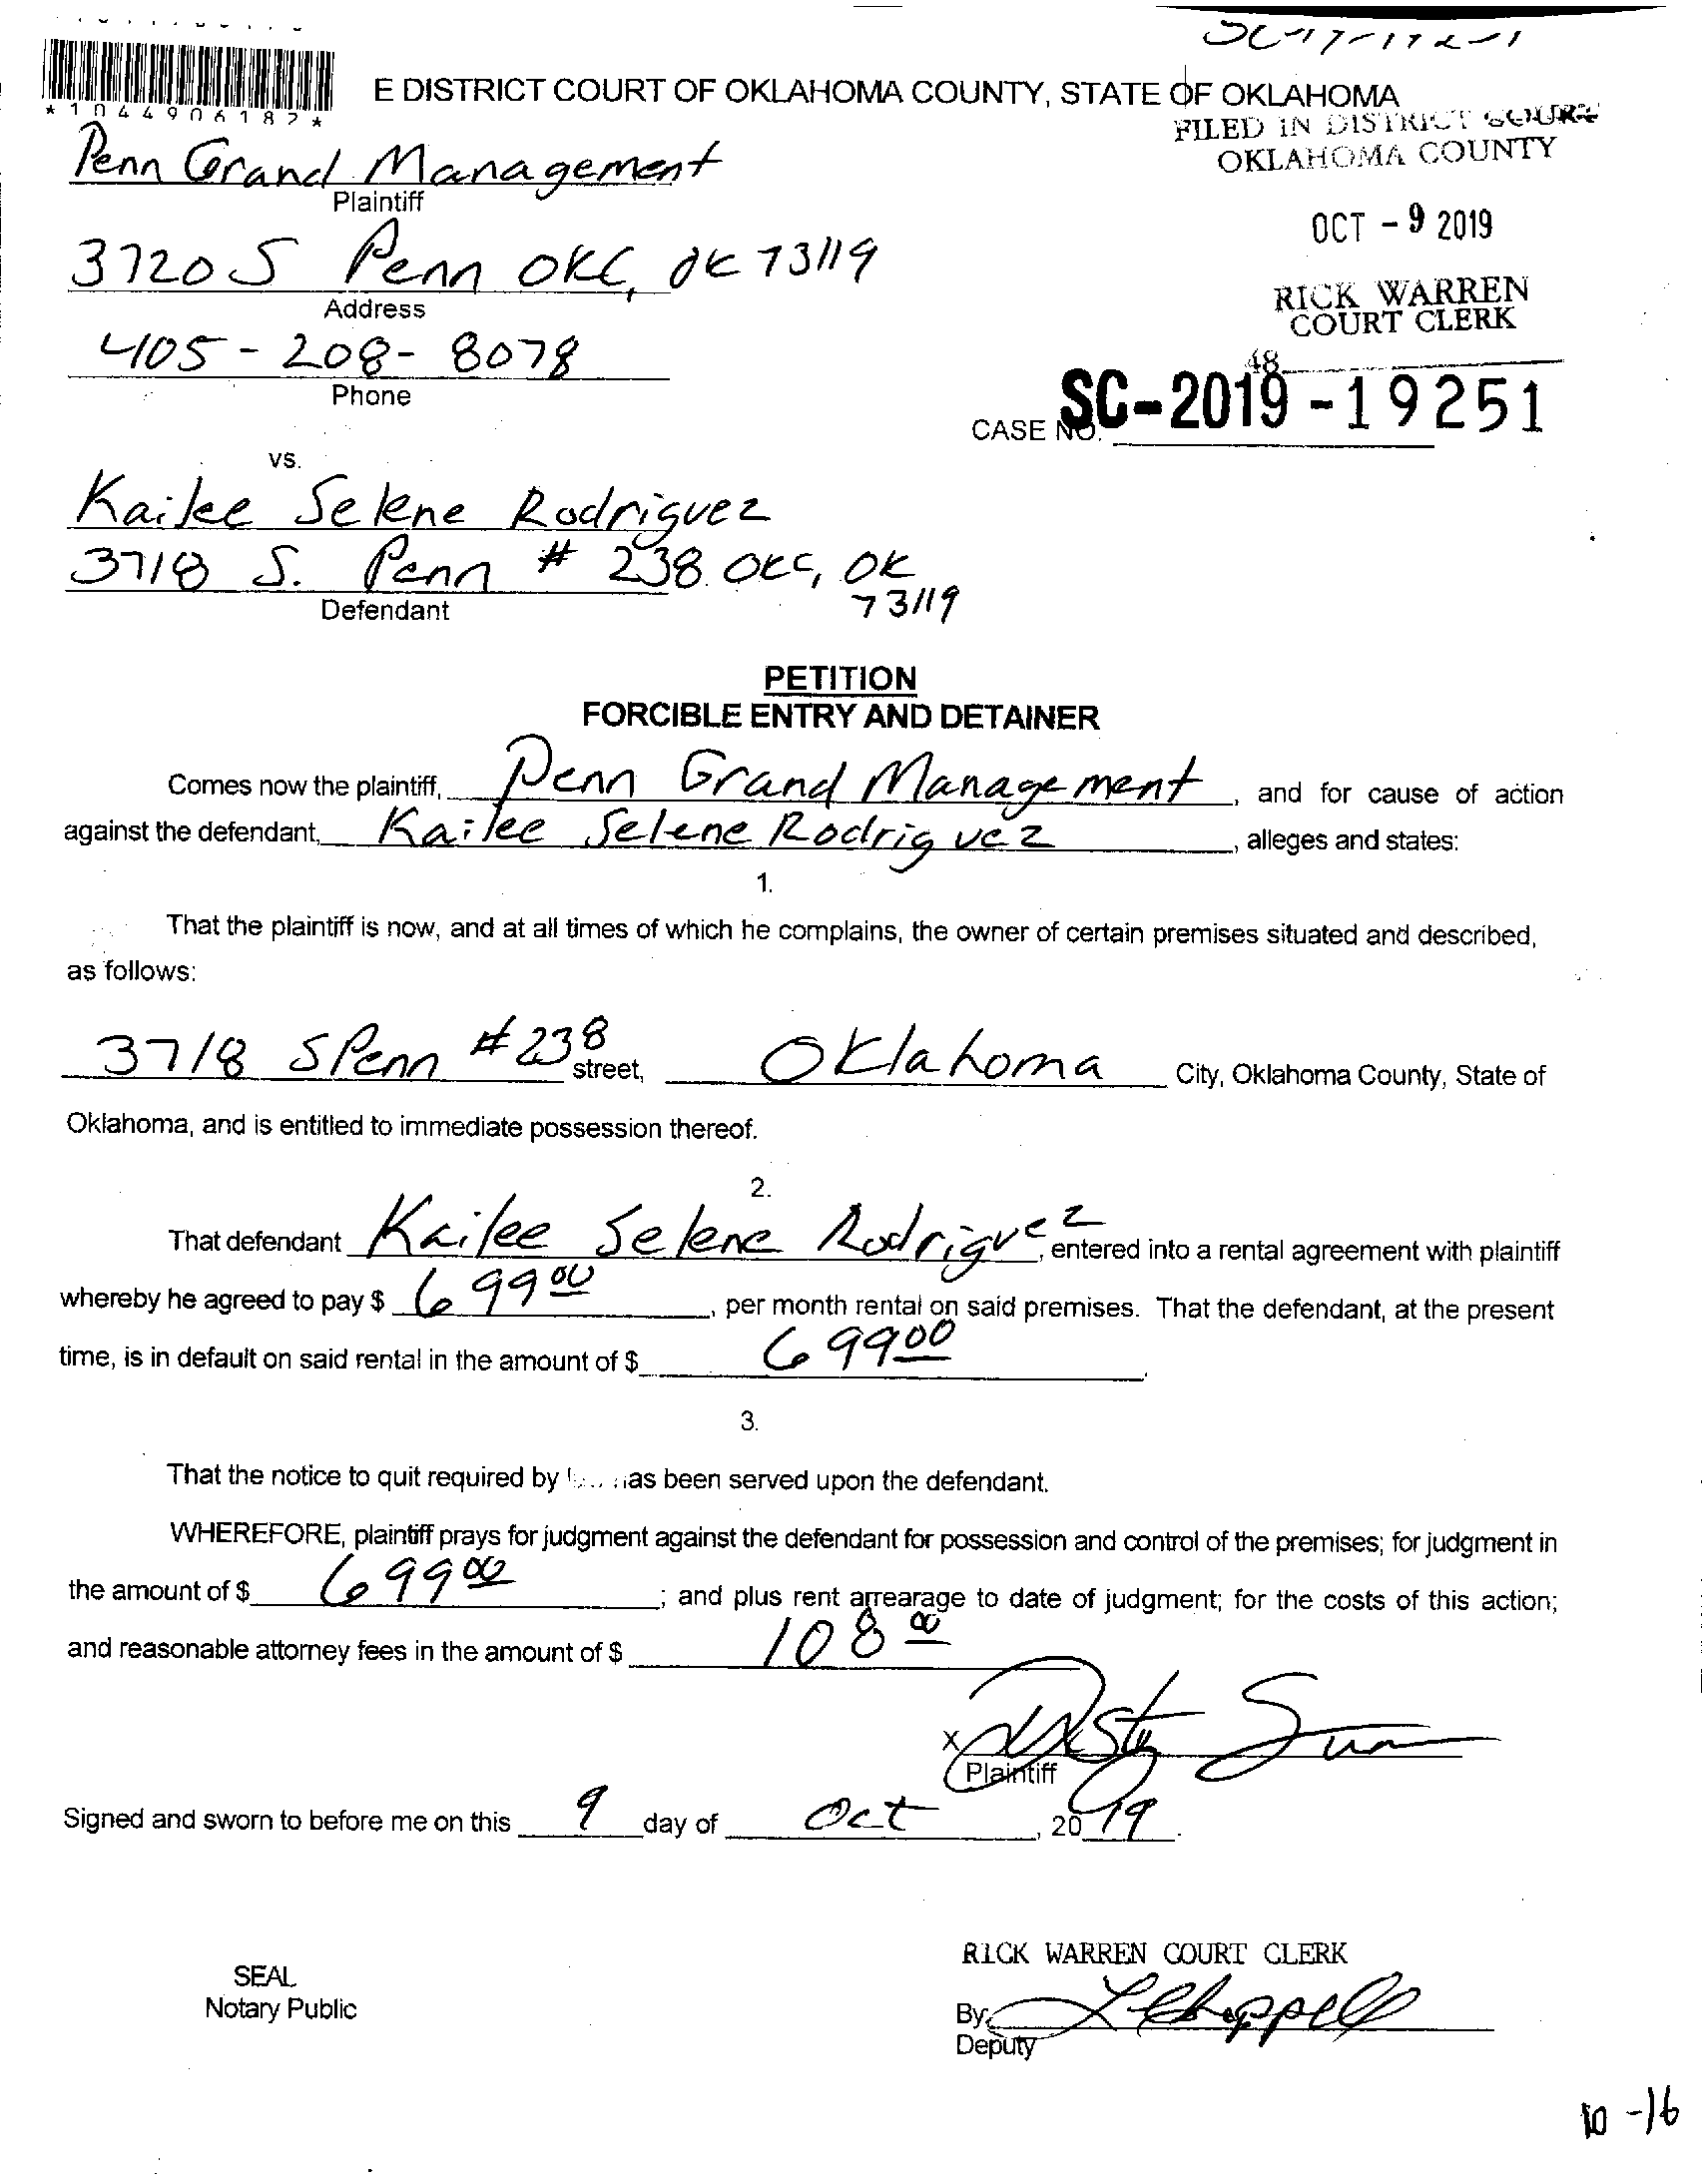 E DISTRICT COURT OF OKLAHOMA COUNTY, STATE OF OKLAHOMA
*1044906187*
FILED IN DISTRICT COURT
OKLAHOMA COUNTY
Penn Grand Management
Plaintiff
OCT - 9 2019
3720 S Penn OKC, OK 73119
Address
RICK WARREN
COURT CLERK
405-208-8078
Phone
48
CASE NO. SC-2019-19251
vs.
Kailee Selene Rodriguez
3718 S. Penn # 238 OKC, OK
73119
Defendant
PETITION
FORCIBLE ENTRY AND DETAINER
Comes now the plaintiff, Penn Grand Management, and for cause of action
against the defendant, Kailee Selene Rodriguez, alleges and states:
1.
That the plaintiff is now, and at all times of which he complains, the owner of certain premises situated and described,
as follows:
3718 S Penn #238 street, Oklahoma City, Oklahoma County, State of
Oklahoma, and is entitled to immediate possession thereof.
2.
That defendant Kailee Selene Rodriguez, entered into a rental agreement with plaintiff
whereby he agreed to pay $ 699 00, per month rental on said premises. That the defendant, at the present
time, is in default on said rental in the amount of $ 699 00.
3.
That the notice to quit required by has been served upon the defendant.
WHEREFORE, plaintiff prays for judgment against the defendant for possession and control of the premises; for judgment in
the amount of $ 699 00; and plus rent arrearage to date of judgment; for the costs of this action;
and reasonable attorney fees in the amount of $ 108 00
x
Plaintiff
Signed and sworn to before me on this 9 day of Oct, 20 19.
RICK WARREN COURT CLERK
SEAL
Notary Public
By
Deputy
10-16